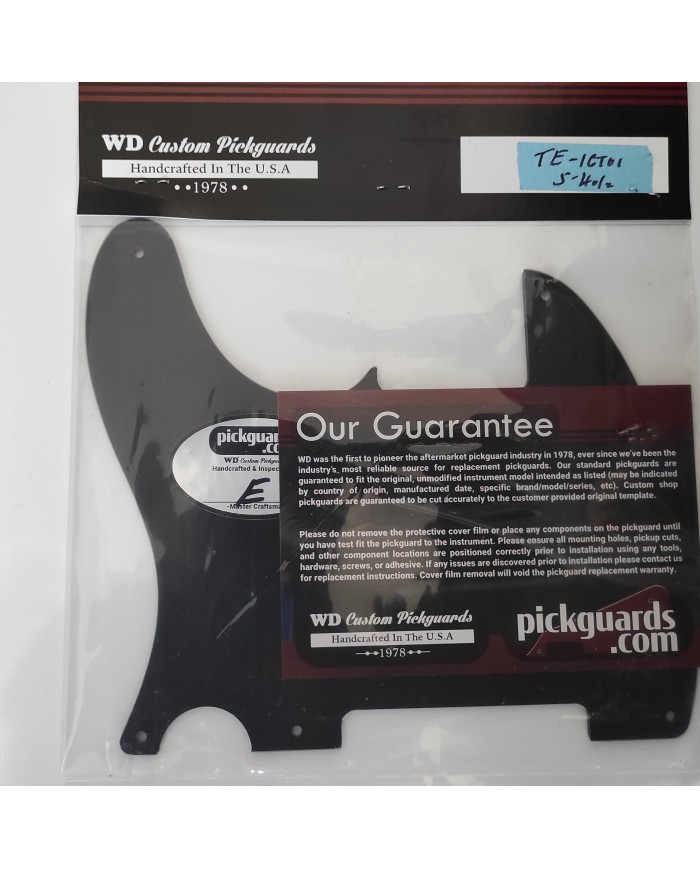 WD Custom Pickguards
Handcrafted In The U.S.A
1978
TE-
5-Hole
pickguards
.co
WD Custom Pickgu
Handcrafted & Inspec
E
-Master Craftsma
Our Guarantee
WD was the first to pioneer the aftermarket pickguard industry in 1978, ever since we've been the
industry's most reliable source for replacement pickguards. Our standard pickguards are
guaranteed to fit the original, unmodified instrument model intended as listed (may be indicated
by country of origin, manufactured date, specific brand/model/series, etc). Custom shop
pickguards are guaranteed to be cut accurately to the customer provided original template.
Please do not remove the protective cover film or place any components on the pickguard until
you have test fit the pickguard to the instrument. Please ensure all mounting holes, pickup cuts,
and other component locations are positioned correctly prior to installation using any tools,
hardware, screws, or adhesive. If any issues are discovered prior to installation please contact us
for replacement instructions. Cover film removal will void the pickguard replacement warranty.
WD Custom Pickguards
Handcrafted In The U.S.A
1978
pickguards
.com